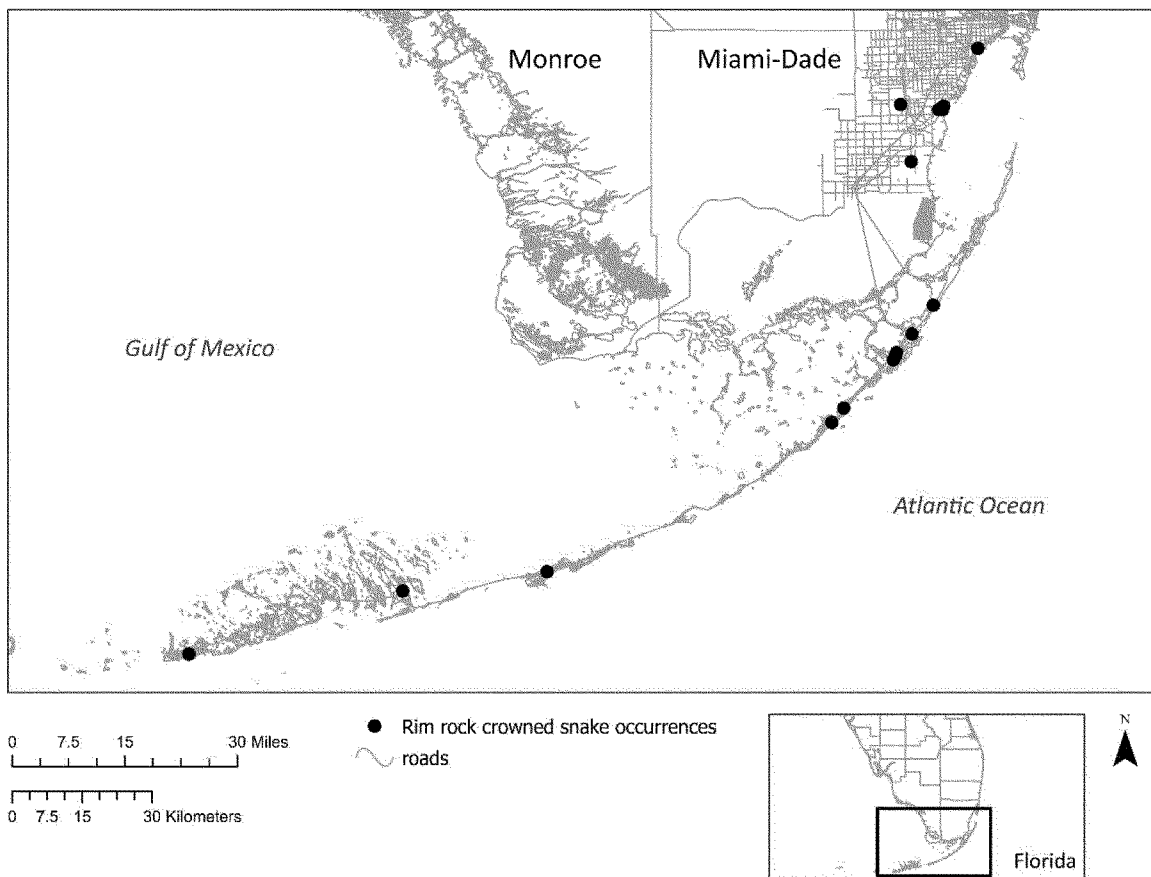 Monroe
Miami-Dade
Gulf of Mexico
Atlantic Ocean
0 7.5 15 30 Miles
0 7.5 15 30 Kilometers
Rim rock crowned snake occurrences
roads
N
Florida